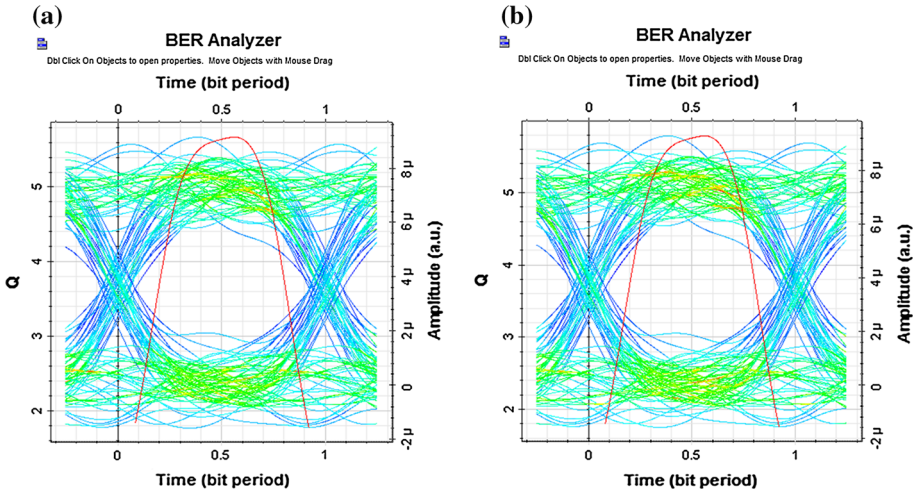 (a)
BER Analyzer
Dbl Click On Objects to open properties. Move Objects with Mouse Drag
Time (bit period)
0 0.5 1
Q
5
4
3
2
Amplitude (a.u.)
8 µ
6 µ
4 µ
2 µ
0
-2 µ
0 0.5 1
Time (bit period)
(b)
BER Analyzer
Dbl Click On Objects to open properties. Move Objects with Mouse Drag
Time (bit period)
0 0.5 1
Q
5
4
3
2
Amplitude (a.u.)
8 µ
6 µ
4 µ
2 µ
0
-2 µ
0 0.5 1
Time (bit period)